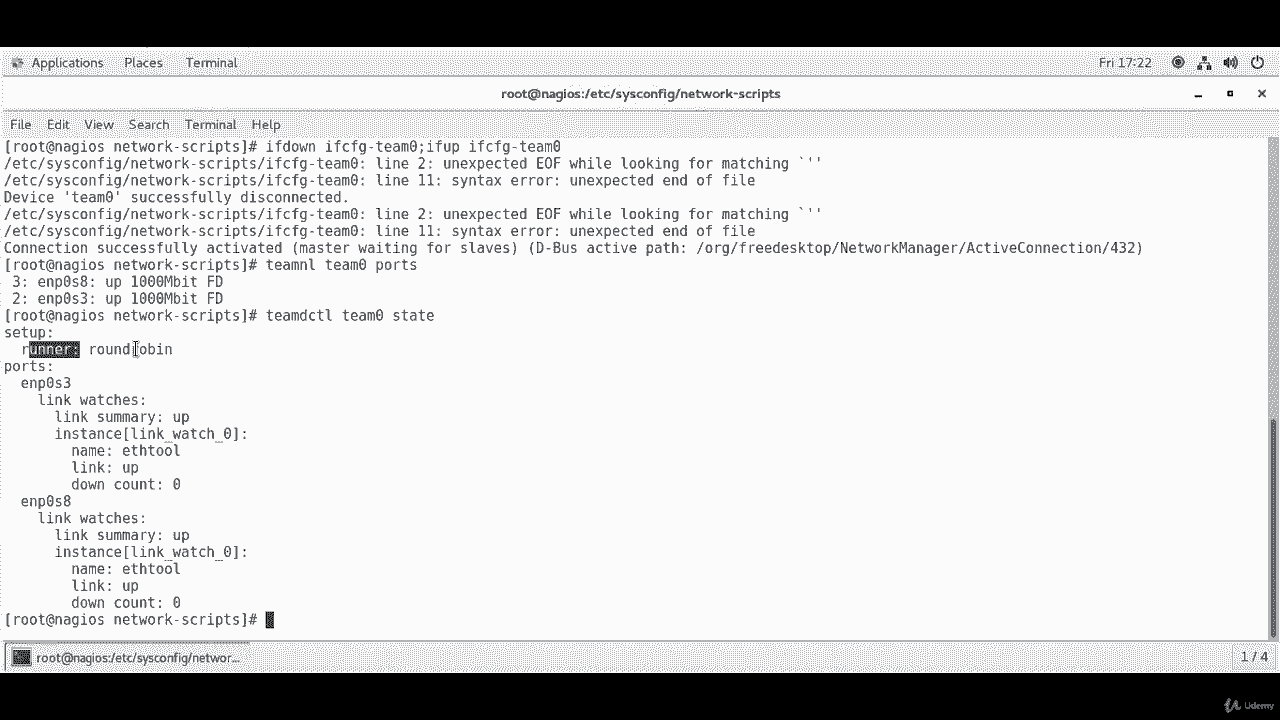 Applications Places Terminal Fri 17:22
root@nagios:/etc/sysconfig/network-scripts
File Edit View Search Terminal Help
[root@nagios network-scripts]# ifdown ifcfg-team0;ifup ifcfg-team0
/etc/sysconfig/network-scripts/ifcfg-team0: line 2: unexpected EOF while looking for matching `''
/etc/sysconfig/network-scripts/ifcfg-team0: line 11: syntax error: unexpected end of file
Device 'team0' successfully disconnected.
/etc/sysconfig/network-scripts/ifcfg-team0: line 2: unexpected EOF while looking for matching `''
/etc/sysconfig/network-scripts/ifcfg-team0: line 11: syntax error: unexpected end of file
Connection successfully activated (master waiting for slaves) (D-Bus active path: /org/freedesktop/NetworkManager/ActiveConnection/432)
[root@nagios network-scripts]# teamnl team0 ports
3: enp0s8: up 1000Mbit FD
2: enp0s3: up 1000Mbit FD
[root@nagios network-scripts]# teamdctl team0 state
setup:
runner: roundrobin
ports:
enp0s3
link watches:
link summary: up
instance[link_watch_0]:
name: ethtool
link: up
down count: 0
enp0s8
link watches:
link summary: up
instance[link_watch_0]:
name: ethtool
link: up
down count: 0
[root@nagios network-scripts]#
root@nagios:/etc/sysconfig/networ... 1 / 4
Udemy